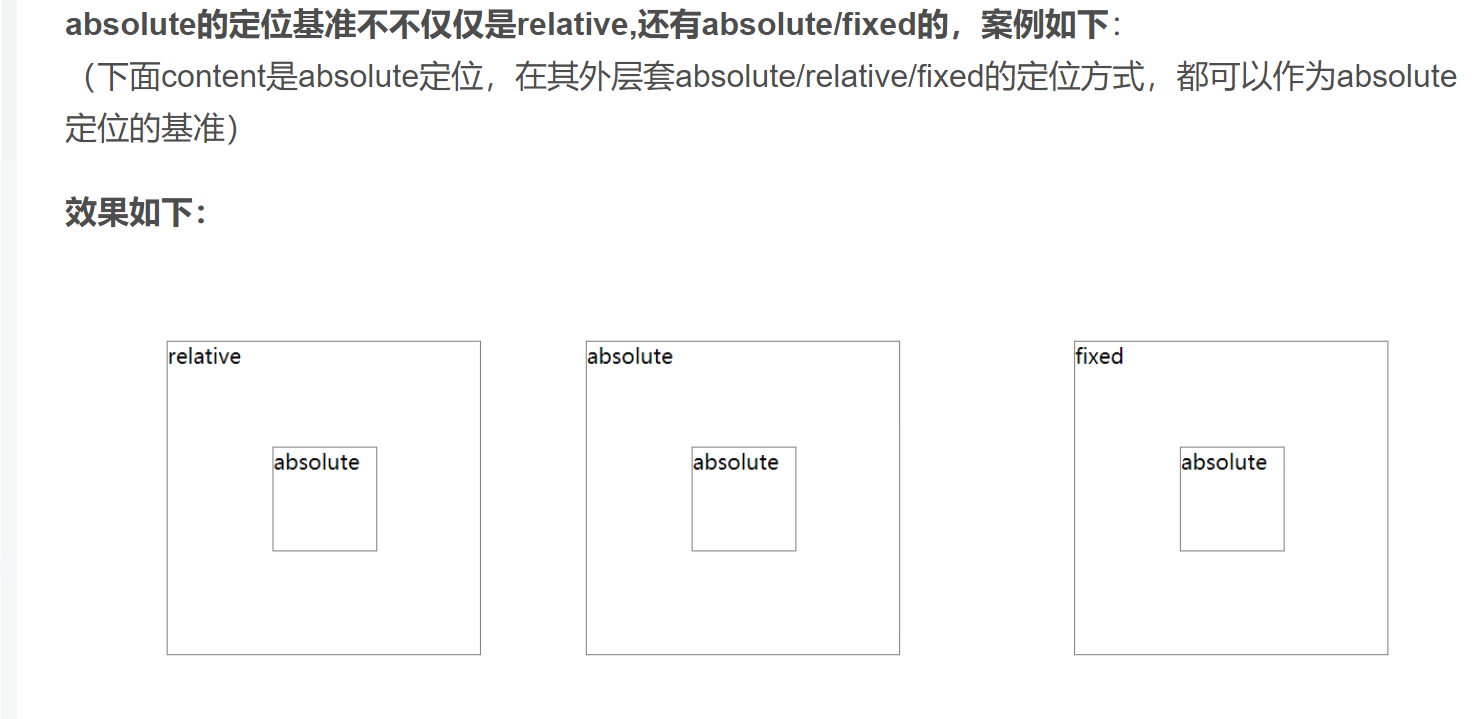 absolute的定位基准不不仅仅是relative,还有absolute/fixed的，案例如下：
（下面content是absolute定位，在其外层套absolute/relative/fixed的定位方式，都可以作为absolute
定位的基准）
效果如下：
relative
absolute
fixed
absolute
absolute
absolute